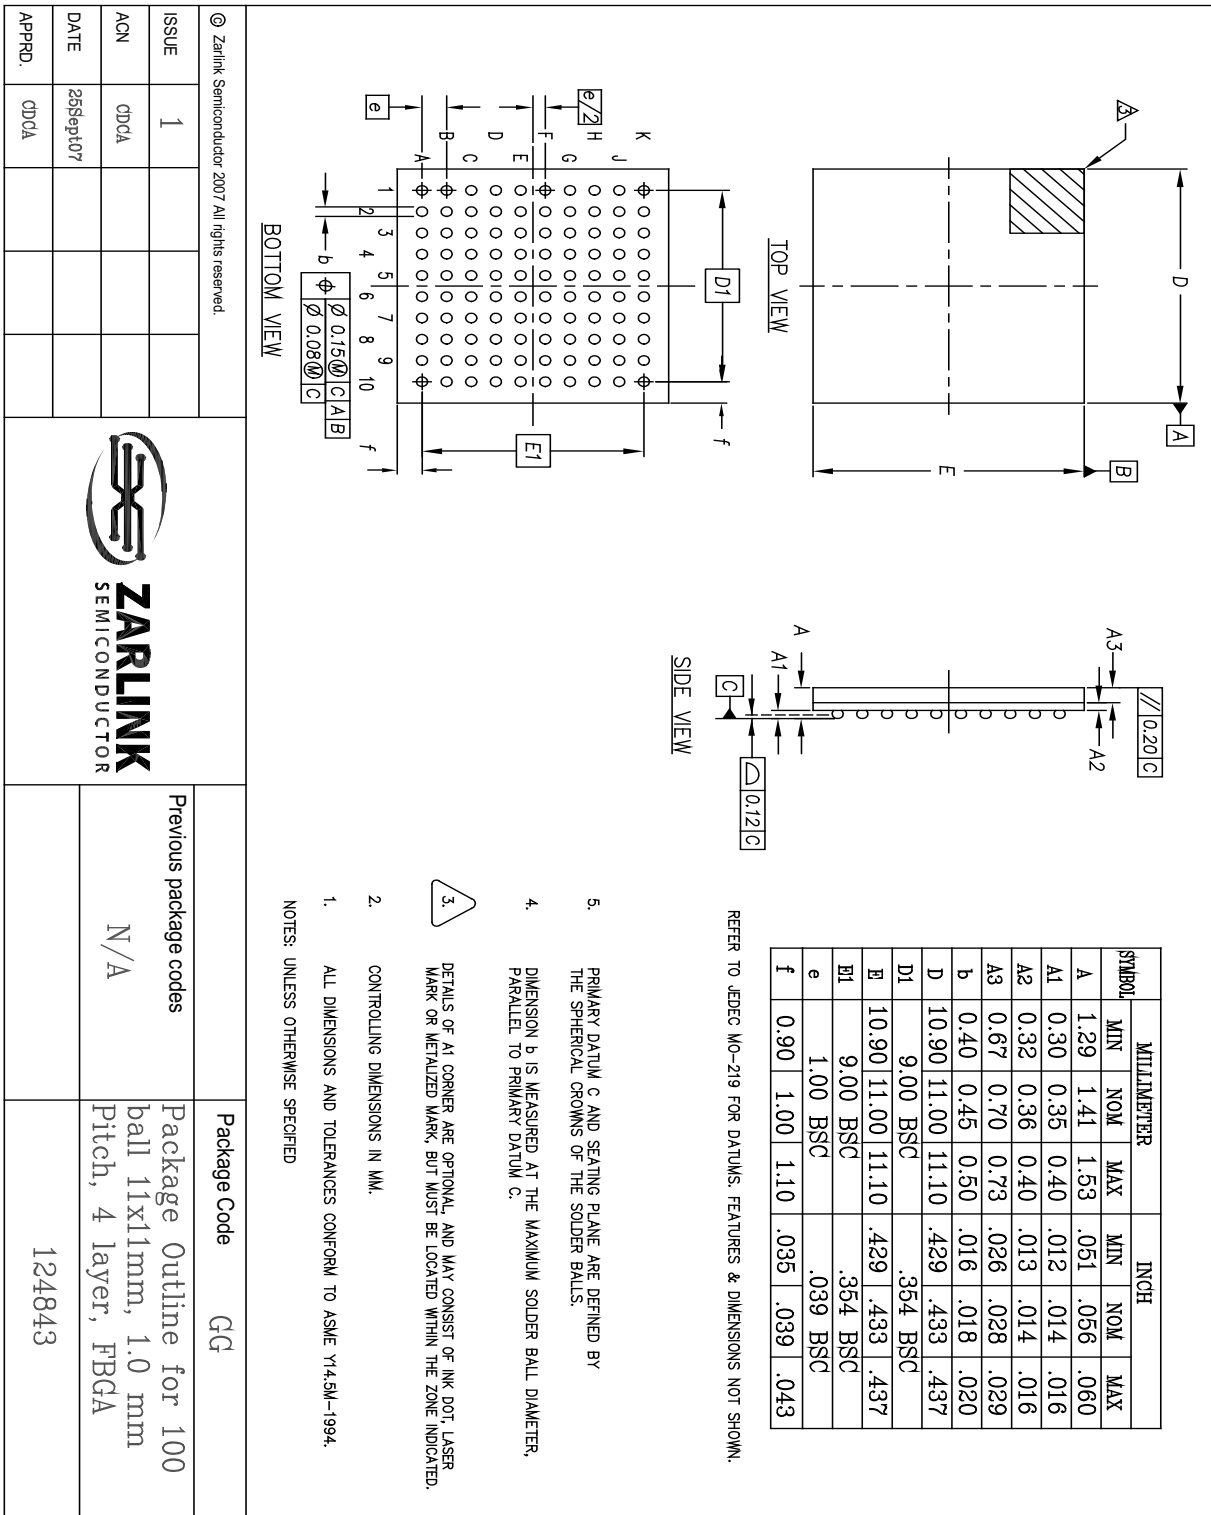 TOP VIEW
D
E
A
B
3
BOTTOM VIEW
D1
E1
e
e/2
f
f
b
A
B
C
D
E
F
G
H
J
K
1
2
3
4
5
6
7
8
9
10
Ø 0.15 Ⓜ C A B
Ø 0.08 Ⓜ C
SIDE VIEW
A
A1
A2
A3
C
// 0.20 C
0.12 C
SYMBOL MILLIMETER INCH
MIN NOM MAX MIN NOM MAX
A 1.29 1.41 1.53 .051 .056 .060
A1 0.30 0.35 0.40 .012 .014 .016
A2 0.32 0.36 0.40 .013 .014 .016
A3 0.67 0.70 0.73 .026 .028 .029
b 0.40 0.45 0.50 .016 .018 .020
D 10.90 11.00 11.10 .429 .433 .437
D1 9.00 BSC .354 BSC
E 10.90 11.00 11.10 .429 .433 .437
E1 9.00 BSC .354 BSC
e 1.00 BSC .039 BSC
f 0.90 1.00 1.10 .035 .039 .043
REFER TO JEDEC MO-219 FOR DATUMS. FEATURES & DIMENSIONS NOT SHOWN.
5. PRIMARY DATUM C AND SEATING PLANE ARE DEFINED BY
THE SPHERICAL CROWNS OF THE SOLDER BALLS.
4. DIMENSION b IS MEASURED AT THE MAXIMUM SOLDER BALL DIAMETER,
PARALLEL TO PRIMARY DATUM C.
3. DETAILS OF A1 CORNER ARE OPTIONAL, AND MAY CONSIST OF INK DOT, LASER
MARK OR METALIZED MARK, BUT MUST BE LOCATED WITHIN THE ZONE INDICATED.
2. CONTROLLING DIMENSIONS IN MM.
1. ALL DIMENSIONS AND TOLERANCES CONFORM TO ASME Y14.5M-1994.
NOTES: UNLESS OTHERWISE SPECIFIED
© Zarlink Semiconductor 2007 All rights reserved.
ISSUE 1
ACN CDCA
DATE 25Sept07
APPRD. CDCA
ZARLINK
SEMICONDUCTOR
Previous package codes
N/A
Package Code GG
Package Outline for 100
ball 11x11mm, 1.0 mm
Pitch, 4 layer, FBGA
124843